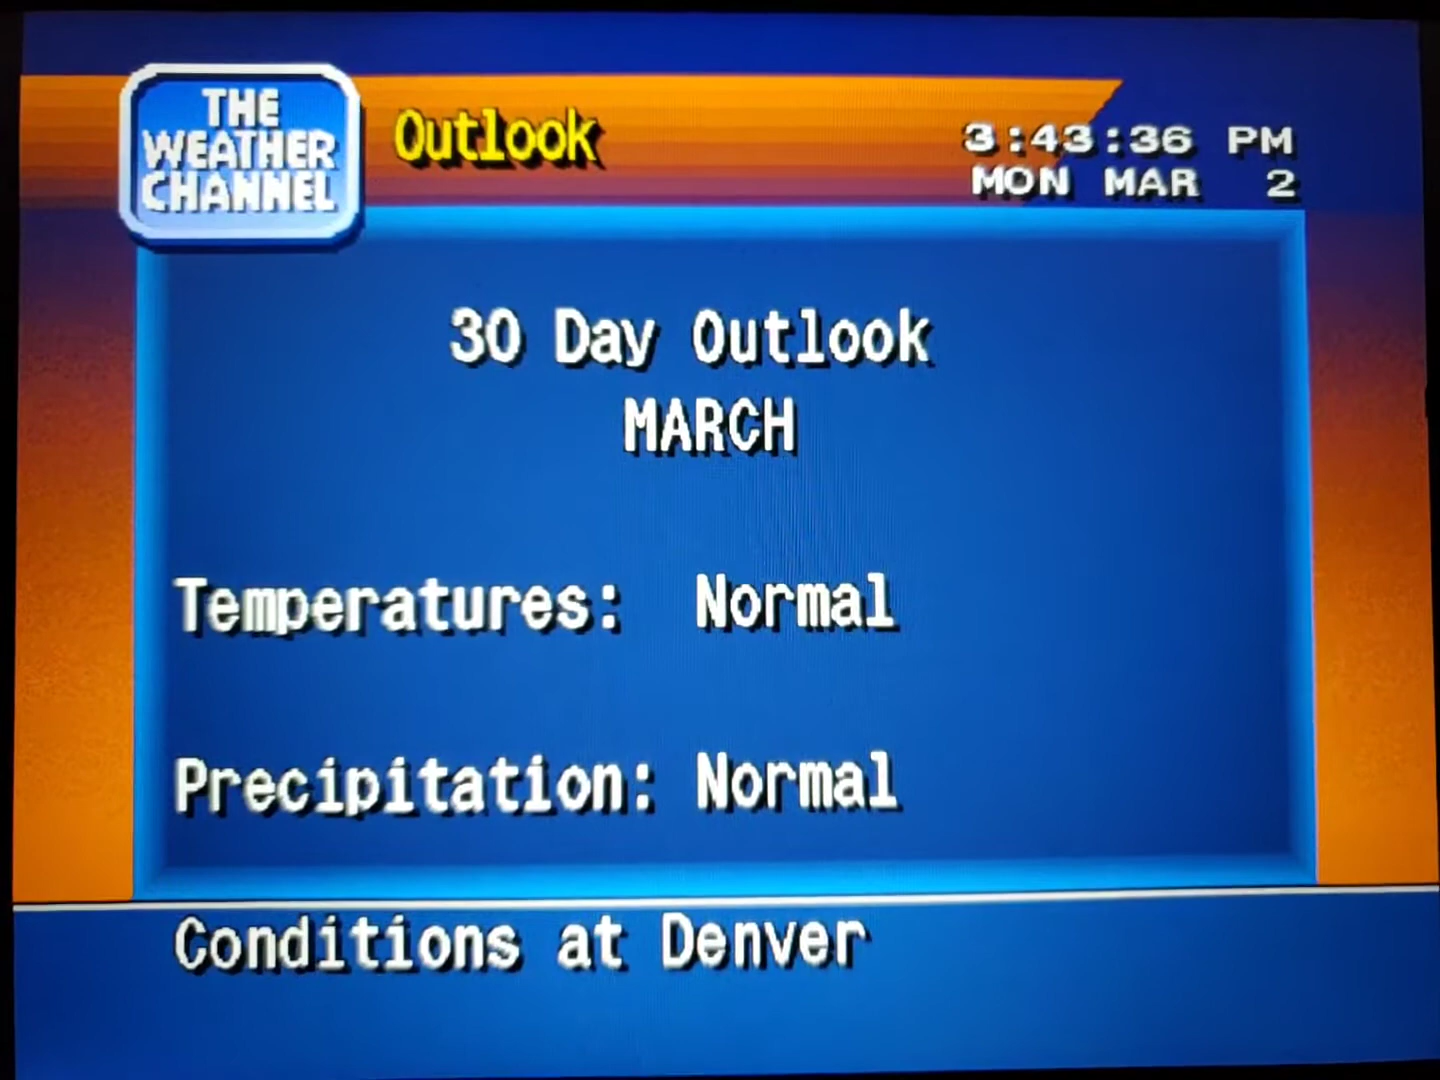 THE
WEATHER
CHANNEL
Outlook
3:43:36 PM
MON MAR 2
30 Day Outlook
MARCH
Temperatures: Normal
Precipitation: Normal
Conditions at Denver